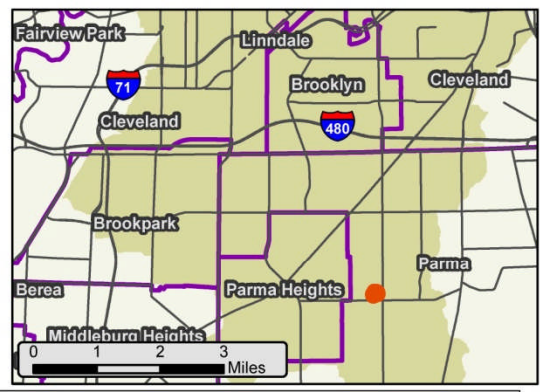 Fairview Park
Linndale
71
Brooklyn
Cleveland
Cleveland
480
Brookpark
Parma
Berea
Parma Heights
Middleburg Heights
0 1 2 3
Miles